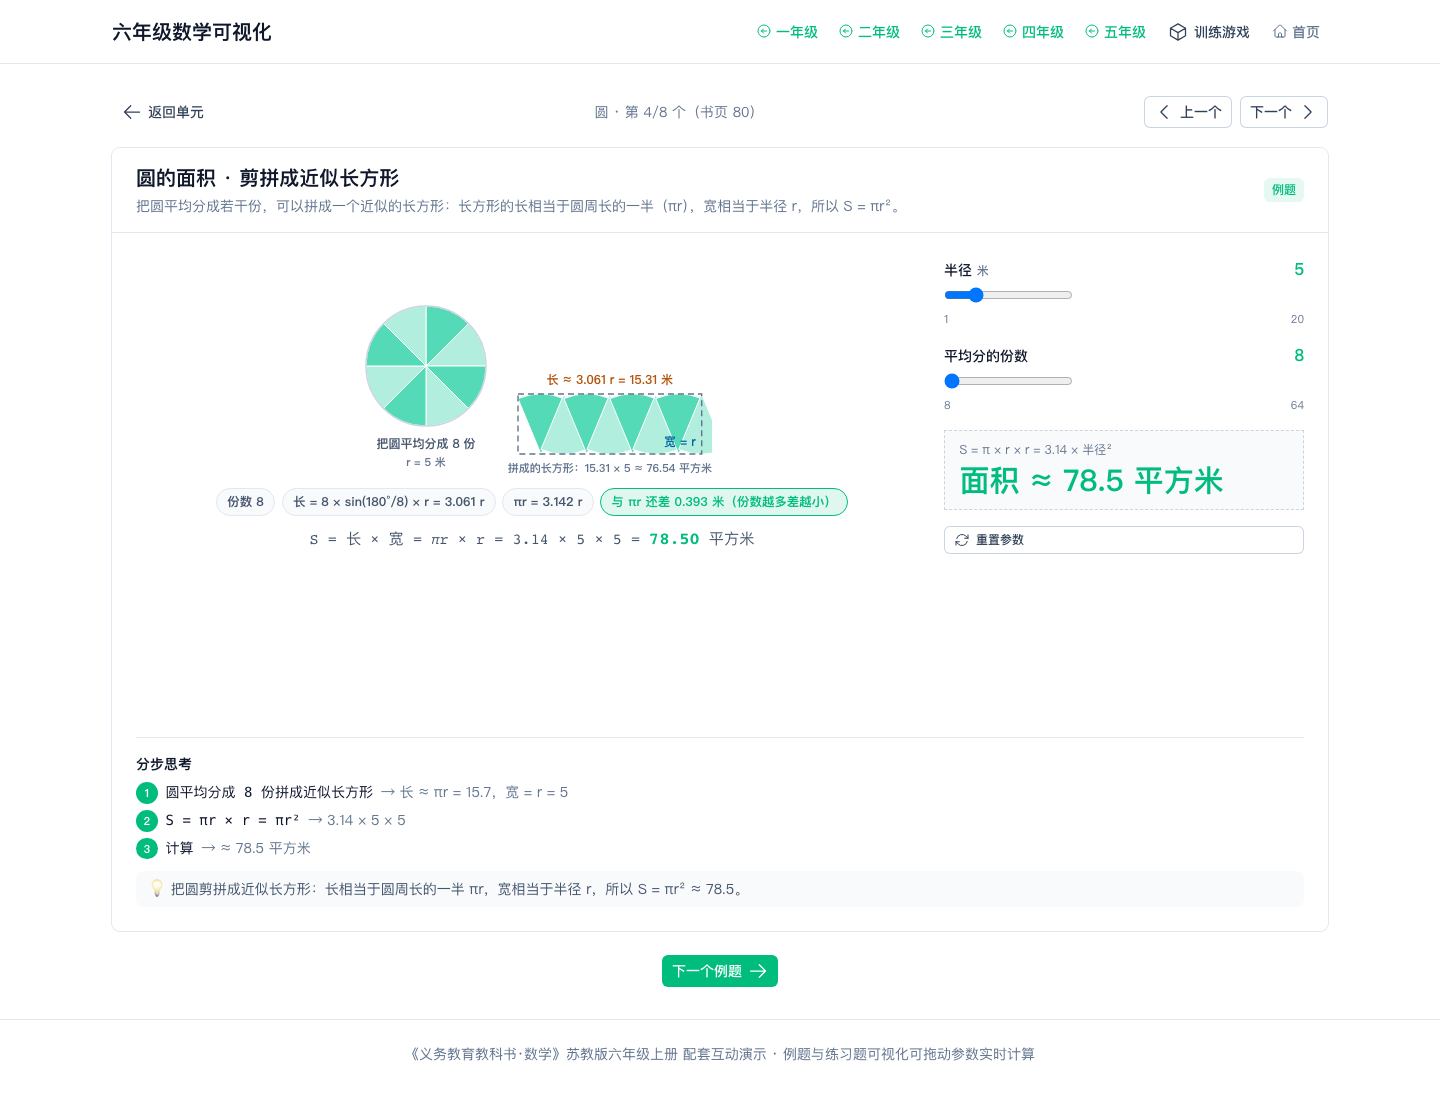 六年级数学可视化
一年级 二年级 三年级 四年级 五年级 训练游戏 首页
返回单元
圆 · 第 4/8 个（书页 80）
上一个 下一个
圆的面积 · 剪拼成近似长方形
例题
把圆平均分成若干份，可以拼成一个近似的长方形：长方形的长相当于圆周长的一半（πr），宽相当于半径 r，所以 S = πr²。
长 ≈ 3.061 r = 15.31 米
宽 = r
把圆平均分成 8 份
r = 5 米
拼成的长方形：15.31 × 5 ≈ 76.54 平方米
份数 8
长 = 8 × sin(180°/8) × r = 3.061 r
πr = 3.142 r
与 πr 还差 0.393 米（份数越多差越小）
S = 长 × 宽 = πr × r = 3.14 × 5 × 5 = 78.50 平方米
半径 米 5
1 20
平均分的份数 8
8 64
S = π × r × r = 3.14 × 半径²
面积 ≈ 78.5 平方米
重置参数
分步思考
1 圆平均分成 8 份拼成近似长方形 → 长 ≈ πr = 15.7，宽 = r = 5
2 S = πr × r = πr² → 3.14 × 5 × 5
3 计算 → ≈ 78.5 平方米
💡 把圆剪拼成近似长方形：长相当于圆周长的一半 πr，宽相当于半径 r，所以 S = πr² ≈ 78.5。
下一个例题 →
《义务教育教科书·数学》苏教版六年级上册 配套互动演示 · 例题与练习题可视化可拖动参数实时计算